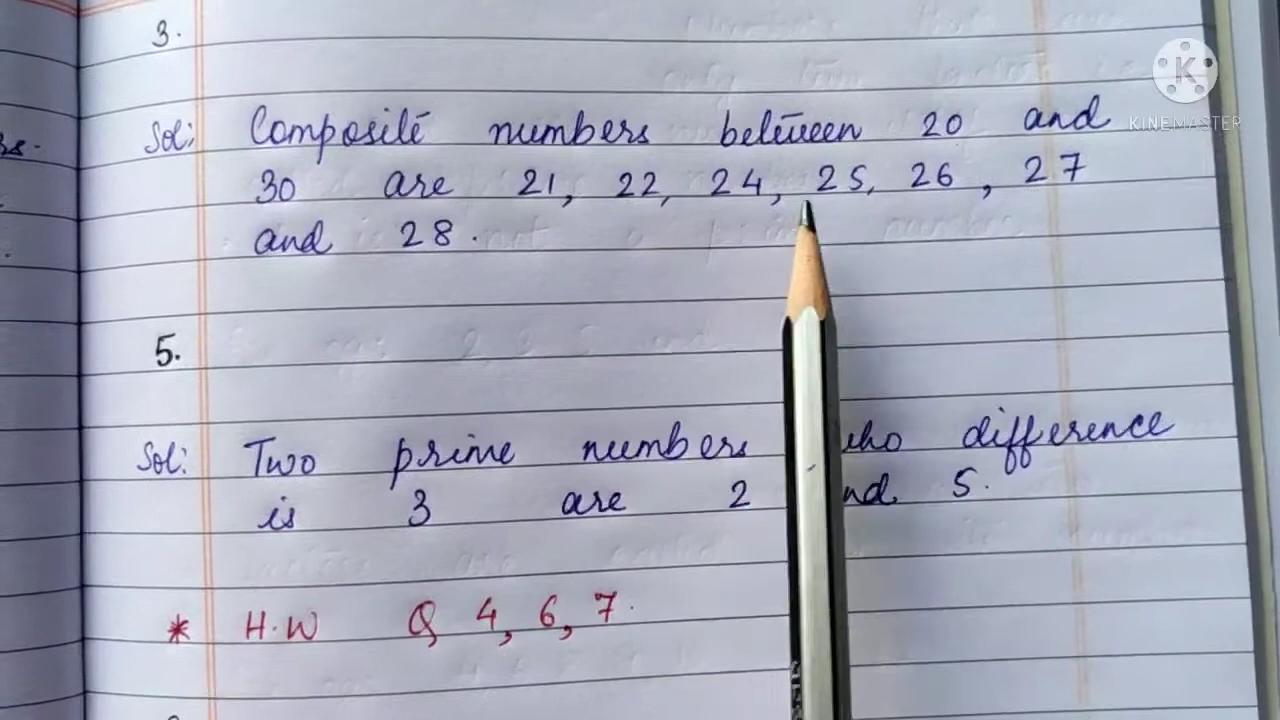 3.
KINEMASTER
Sol: Composite numbers between 20 and
30 are 21, 22, 24, 25, 26, 27
and 28.
5.
Sol: Two prime numbers difference
is 3 are 2 5.
* H.W Q 4, 6, 7.